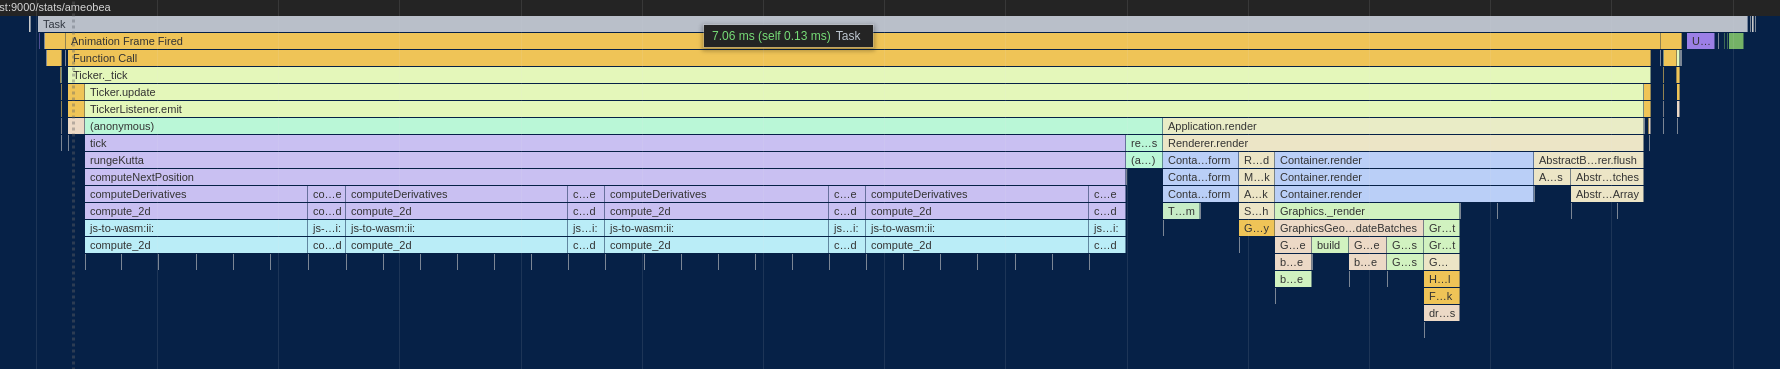 st:9000/stats/ameobea
Task
7.06 ms (self 0.13 ms) Task
Animation Frame Fired U…
Function Call
Ticker._tick
Ticker.update
TickerListener.emit
(anonymous) Application.render
tick re…s Renderer.render
rungeKutta (a…) Conta…form R…d Container.render AbstractB…rer.flush
computeNextPosition Conta…form M…k Container.render A…s Abstr…tches
computeDerivatives co…e computeDerivatives c…e computeDerivatives c…e computeDerivatives c…e Conta…form A…k Container.render Abstr…Array
compute_2d co…d compute_2d c…d compute_2d c…d compute_2d c…d T…m S…h Graphics._render
js-to-wasm:ii: js-…i: js-to-wasm:ii: js…i: js-to-wasm:ii: js…i: js-to-wasm:ii: js…i: G…y GraphicsGeo…dateBatches Gr…t
compute_2d co…d compute_2d c…d compute_2d c…d compute_2d c…d G…e build G…e G…s Gr…t
b…e b…e G…s G…
b…e H…l
F…k
dr…s